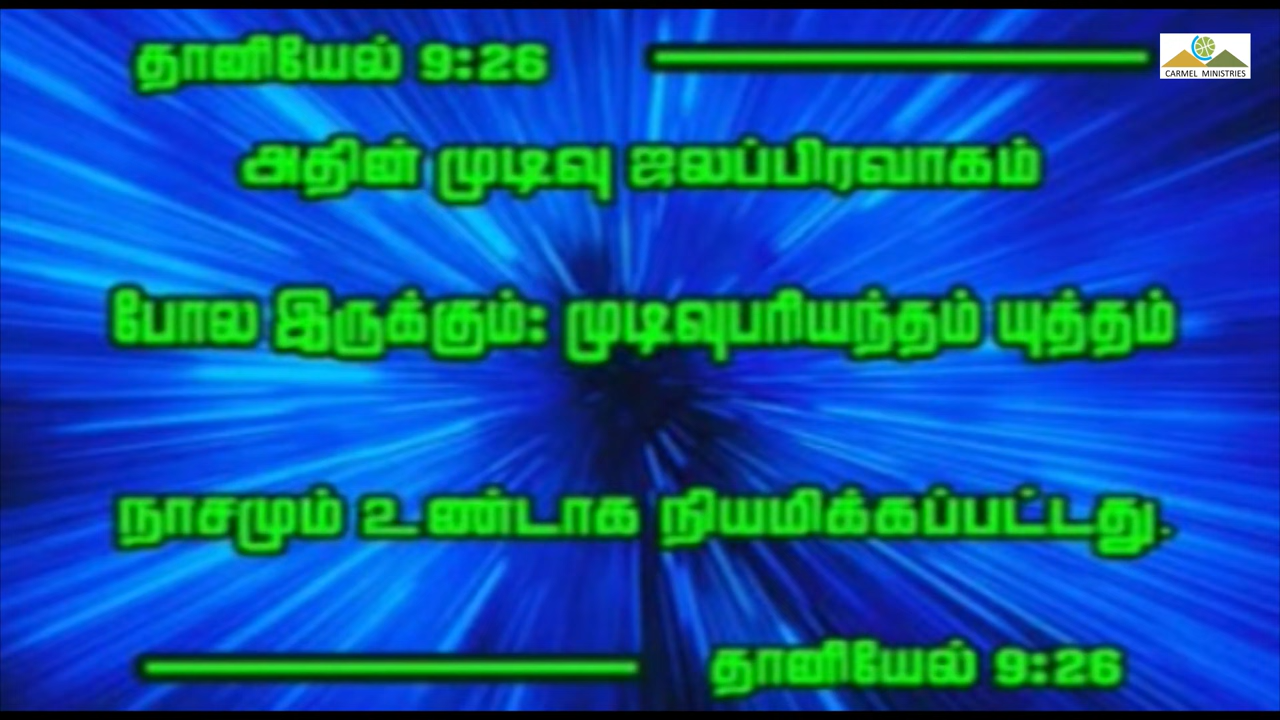 தானியேல் 9:26
CARMEL MINISTRIES
அதின் முடிவு ஜலப்பிரவாகம்
போல இருக்கும்: முடிவுபரியந்தம் யுத்தம்
நாசமும் உண்டாக நியமிக்கப்பட்டது.
தானியேல் 9:26